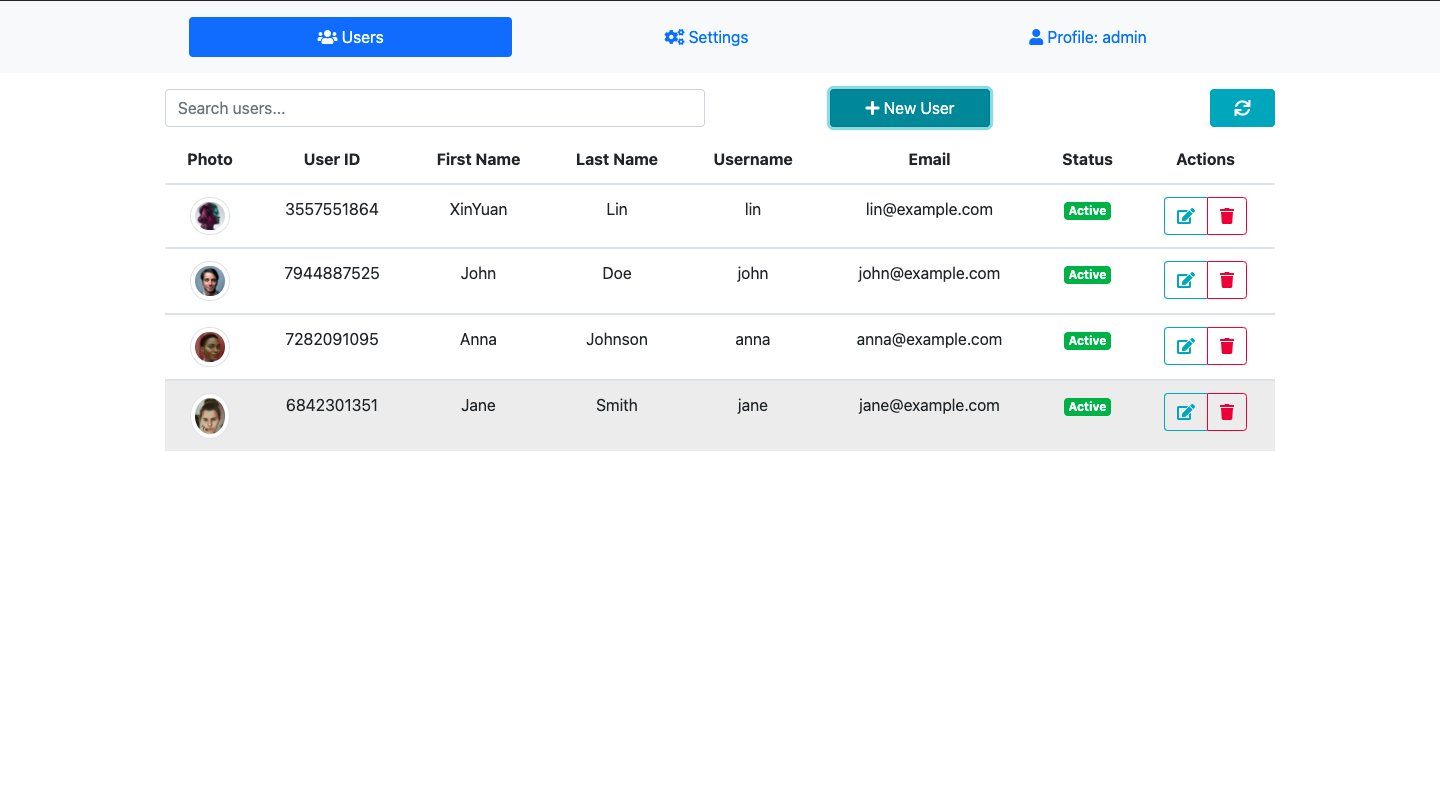 Users Settings Profile: admin
Search users... New User
Photo User ID First Name Last Name Username Email Status Actions
3557551864 XinYuan Lin lin lin@example.com Active
7944887525 John Doe john john@example.com Active
7282091095 Anna Johnson anna anna@example.com Active
6842301351 Jane Smith jane jane@example.com Active